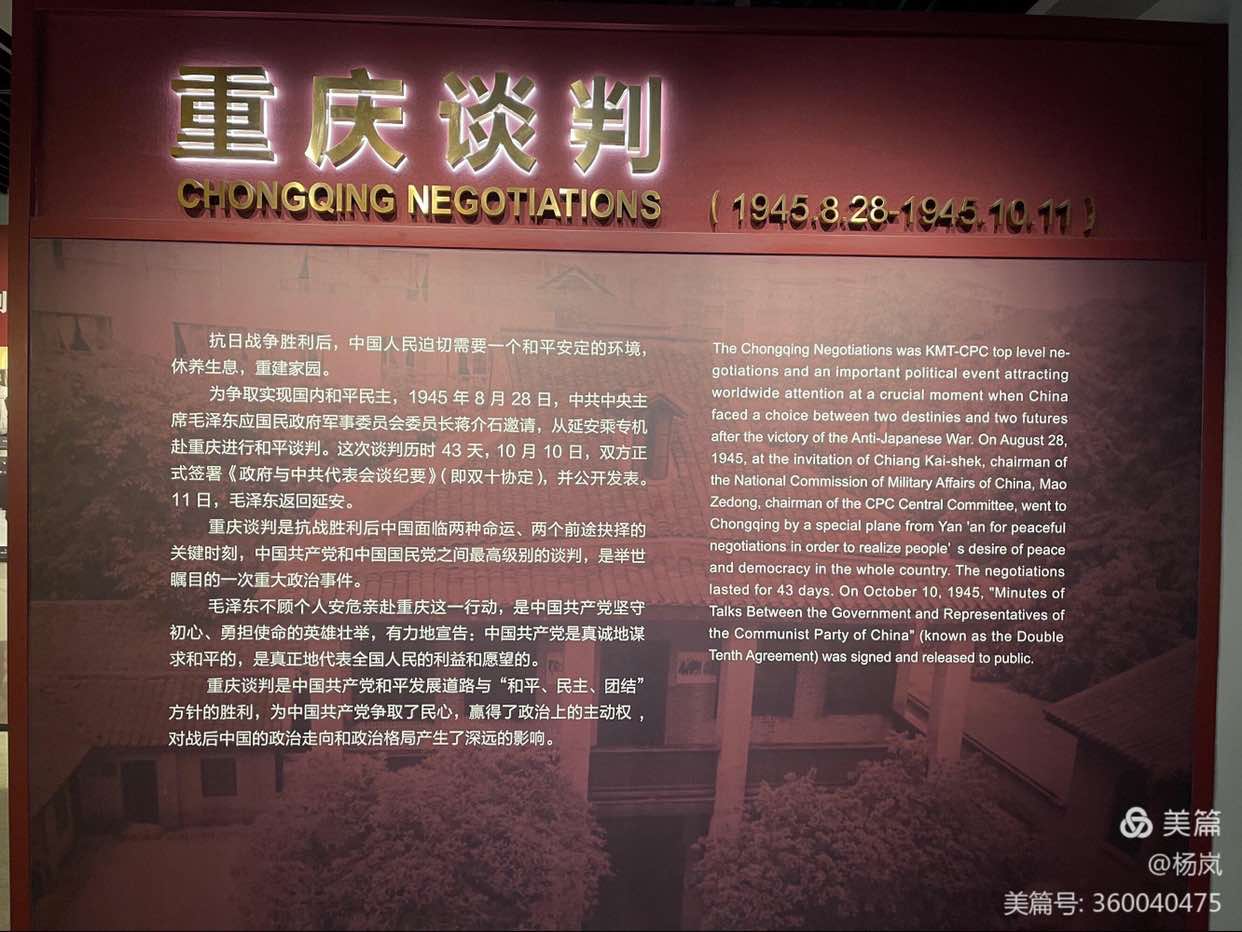 重庆谈判
CHONGQING NEGOTIATIONS (1945.8.28-1945.10.11)
抗日战争胜利后，中国人民迫切需要一个和平安定的环境，
休养生息，重建家园。
为争取实现国内和平民主，1945 年 8 月 28 日，中共中央主
席毛泽东应国民政府军事委员会委员长蒋介石邀请，从延安乘专机
赴重庆进行和平谈判。这次谈判历时 43 天，10 月 10 日，双方正
式签署《政府与中共代表会谈纪要》（即双十协定），并公开发表。
11 日，毛泽东返回延安。
重庆谈判是抗战胜利后中国面临两种命运、两个前途抉择的
关键时刻，中国共产党和中国国民党之间最高级别的谈判，是举世
瞩目的一次重大政治事件。
毛泽东不顾个人安危亲赴重庆这一行动，是中国共产党坚守
初心、勇担使命的英雄壮举，有力地宣告：中国共产党是真诚地谋
求和平的，是真正地代表全国人民的利益和愿望的。
重庆谈判是中国共产党和平发展道路与“和平、民主、团结”
方针的胜利，为中国共产党争取了民心，赢得了政治上的主动权，
对战后中国的政治走向和政治格局产生了深远的影响。
The Chongqing Negotiations was KMT-CPC top level ne-
gotiations and an important political event attracting
worldwide attention at a crucial moment when China
faced a choice between two destinies and two futures
after the victory of the Anti-Japanese War. On August 28,
1945, at the invitation of Chiang Kai-shek, chairman of
the National Commission of Military Affairs of China, Mao
Zedong, chairman of the CPC Central Committee, went to
Chongqing by a special plane from Yan 'an for peaceful
negotiations in order to realize people' s desire of peace
and democracy in the whole country. The negotiations
lasted for 43 days. On October 10, 1945, "Minutes of
Talks Between the Government and Representatives of
the Communist Party of China" (known as the Double
Tenth Agreement) was signed and released to public.
美篇
@杨岚
美篇号: 360040475